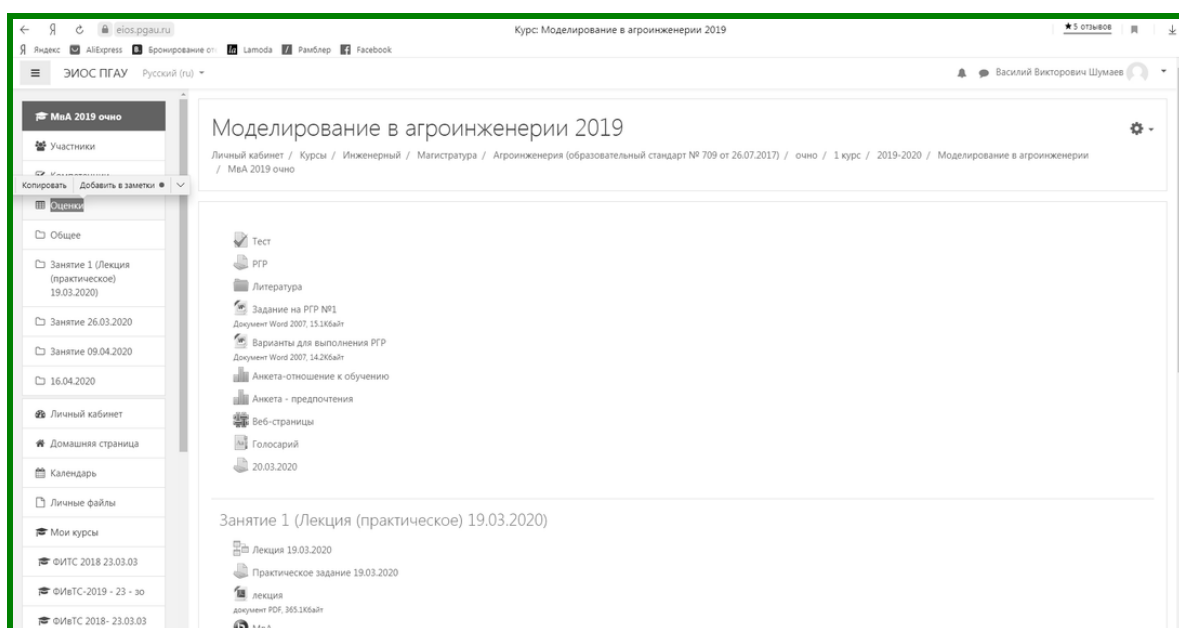 eios.pgau.ru
Курс: Моделирование в агроинженерии 2019
★5 отзывов
Яндекс AliExpress Бронирование от Lamoda Рамблер Facebook
ЭИОС ПГАУ Русский (ru)
Василий Викторович Шумаев
МвА 2019 очно
Участники
Компетенции
Копировать Добавить в заметки
Оценки
Общее
Занятие 1 (Лекция
(практическое)
19.03.2020)
Занятие 26.03.2020
Занятие 09.04.2020
16.04.2020
Личный кабинет
Домашняя страница
Календарь
Личные файлы
Мои курсы
ФИТС 2018 23.03.03
ФИвТС-2019 - 23 - зо
ФИвТС 2018- 23.03.03
Моделирование в агроинженерии 2019
Личный кабинет / Курсы / Инженерный / Магистратура / Агроинженерия (образовательный стандарт № 709 от 26.07.2017) / очно / 1 курс / 2019-2020 / Моделирование в агроинженерии
/ МвА 2019 очно
Тест
РГР
Литература
Задание на РГР №1
Документ Word 2007, 15.1Кбайт
Варианты для выполнения РГР
Документ Word 2007, 14.2Кбайт
Анкета-отношение к обучению
Анкета - предпочтения
Веб-страницы
Голосарий
20.03.2020
Занятие 1 (Лекция (практическое) 19.03.2020)
Лекция 19.03.2020
Практическое задание 19.03.2020
лекция
документ PDF, 365.1Кбайт
МвА